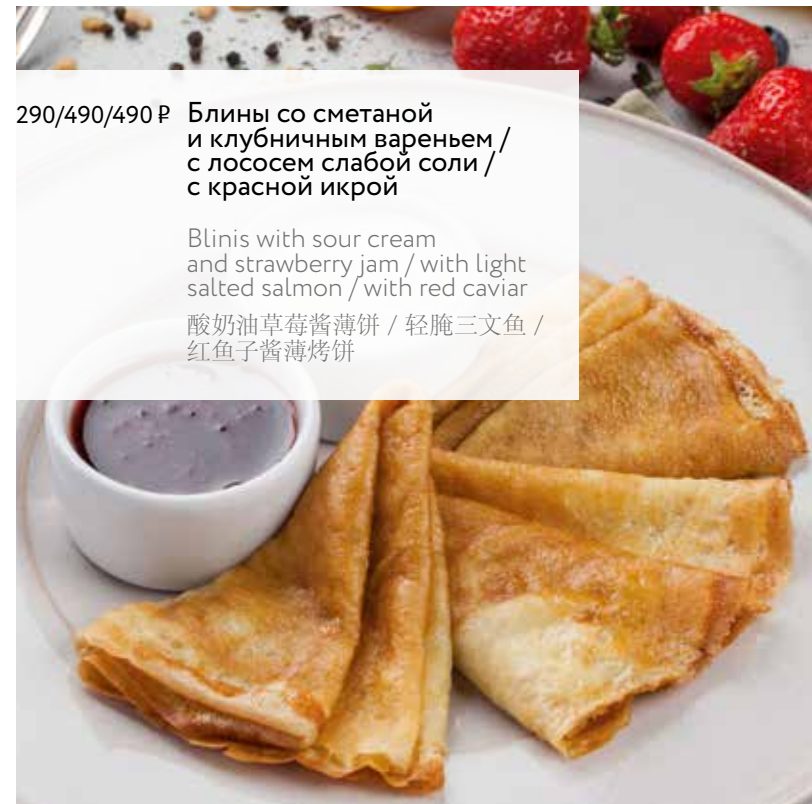 290/490/490 ₽ Блины со сметаной
и клубничным вареньем /
с лососем слабой соли /
с красной икрой
Blinis with sour cream
and strawberry jam / with light
salted salmon / with red caviar
酸奶油草莓酱薄饼 / 轻腌三文鱼 /
红鱼子酱薄烤饼